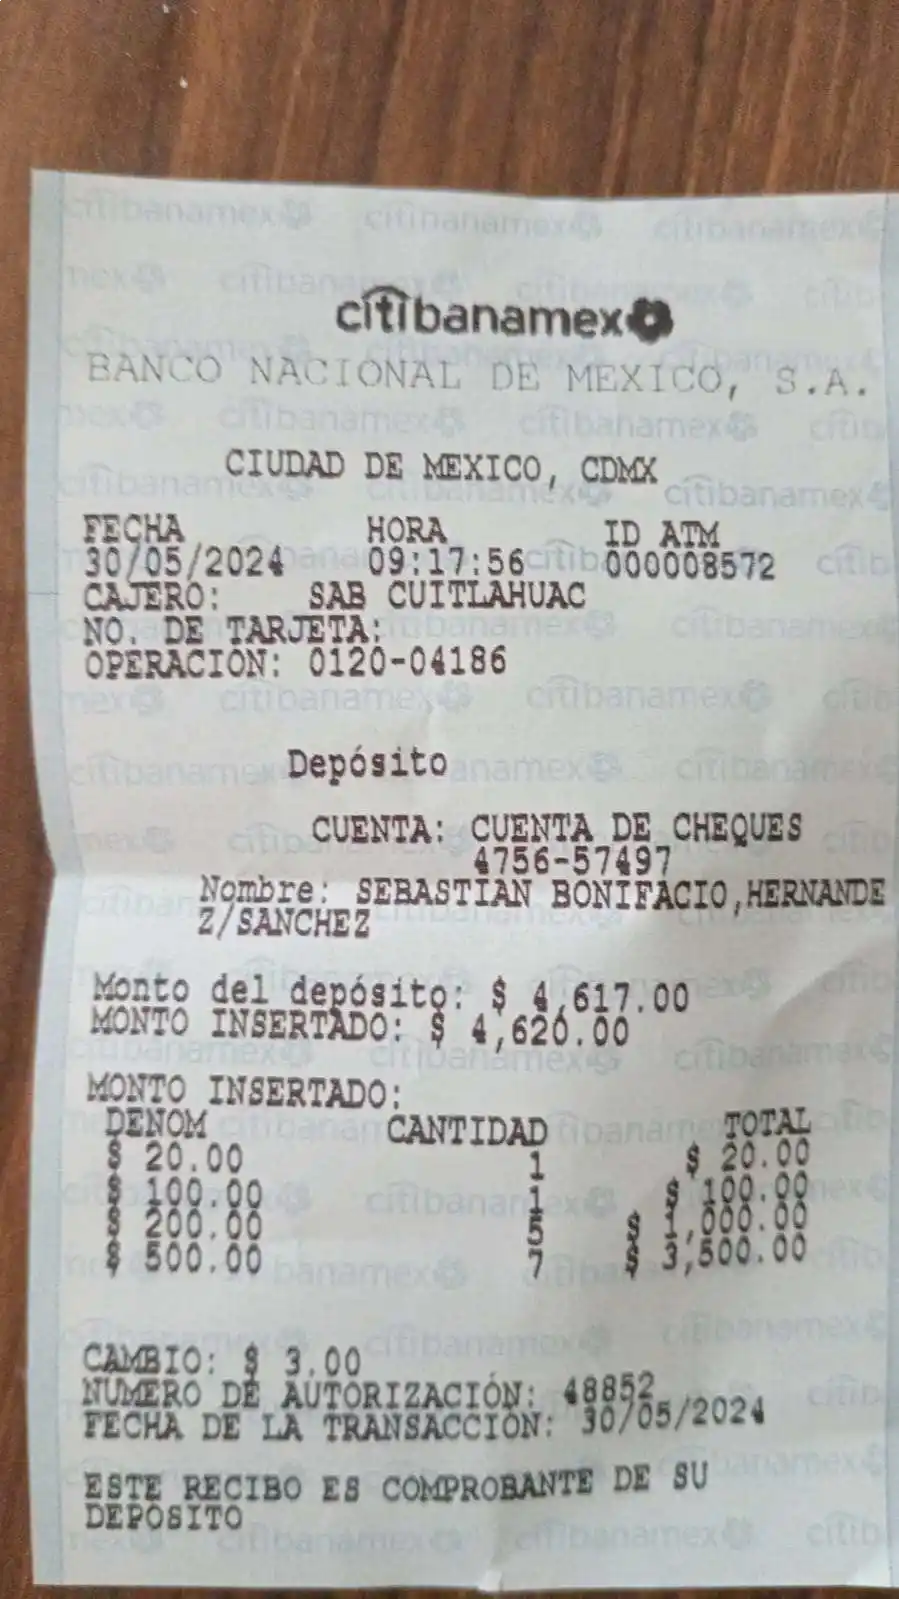 citibanamex
BANCO NACIONAL DE MEXICO, S.A.
CIUDAD DE MEXICO, CDMX
FECHA HORA ID ATM
30/05/2024 09:17:56 000008572
CAJERO: SAB CUITLAHUAC
NO. DE TARJETA:
OPERACION: 0120-04186
Depósito
CUENTA: CUENTA DE CHEQUES
4756-57497
Nombre: SEBASTIAN BONIFACIO,HERNANDE
Z/SANCHEZ
Monto del depósito: $ 4,617.00
MONTO INSERTADO: $ 4,620.00
MONTO INSERTADO:
DENOM CANTIDAD TOTAL
$ 20.00 1 $ 20.00
$ 100.00 1 $ 100.00
$ 200.00 5 $ 1,000.00
$ 500.00 7 $ 3,500.00
CAMBIO: $ 3.00
NUMERO DE AUTORIZACIÓN: 48852
FECHA DE LA TRANSACCIÓN: 30/05/2024
ESTE RECIBO ES COMPROBANTE DE SU
DEPOSITO